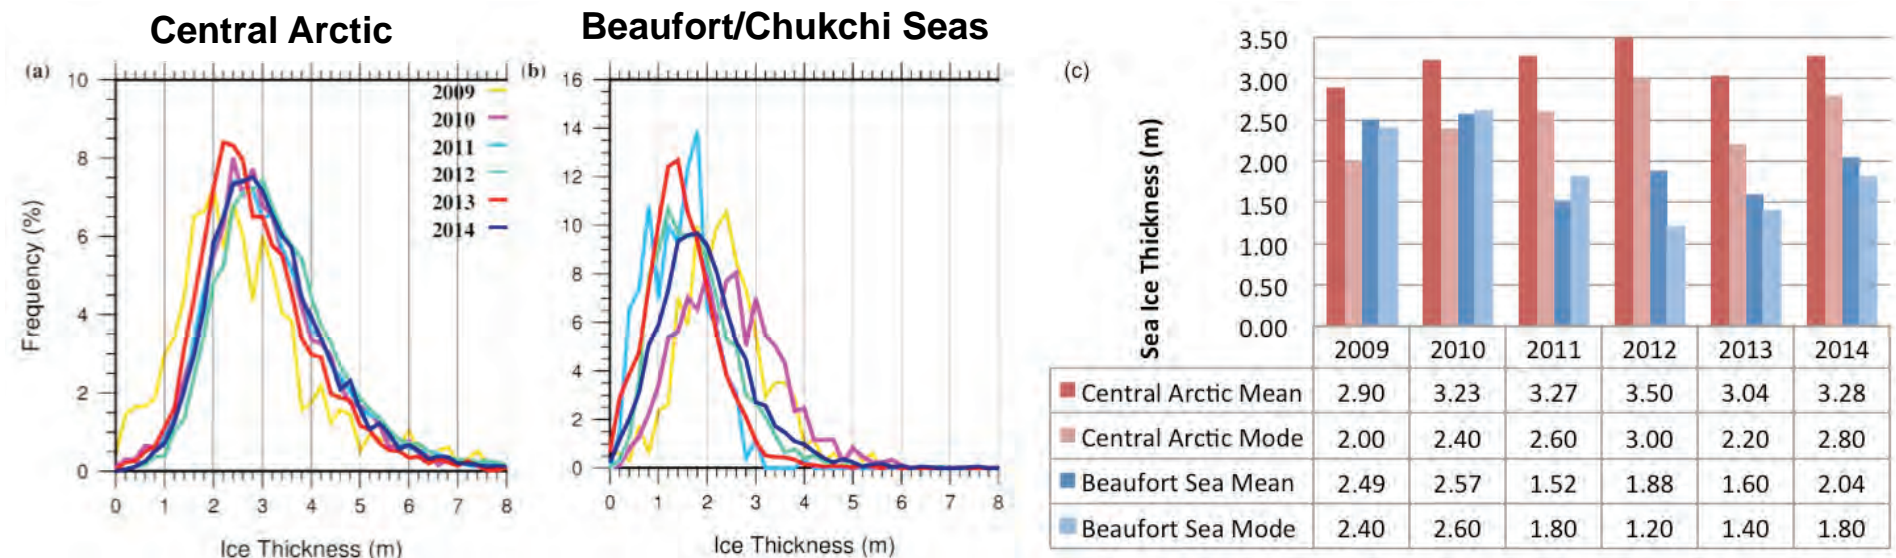 Central Arctic
(a)
10
8
6
4
2
0
Frequency (%)
2009
2010
2011
2012
2013
2014
0 1 2 3 4 5 6 7 8
Ice Thickness (m)
Beaufort/Chukchi Seas
(b)
16
14
12
10
8
6
4
2
0
0 1 2 3 4 5 6 7 8
Ice Thickness (m)
(c)
Sea Ice Thickness (m)
3.50
3.00
2.50
2.00
1.50
1.00
0.50
0.00
2009 2010 2011 2012 2013 2014
Central Arctic Mean 2.90 3.23 3.27 3.50 3.04 3.28
Central Arctic Mode 2.00 2.40 2.60 3.00 2.20 2.80
Beaufort Sea Mean 2.49 2.57 1.52 1.88 1.60 2.04
Beaufort Sea Mode 2.40 2.60 1.80 1.20 1.40 1.80